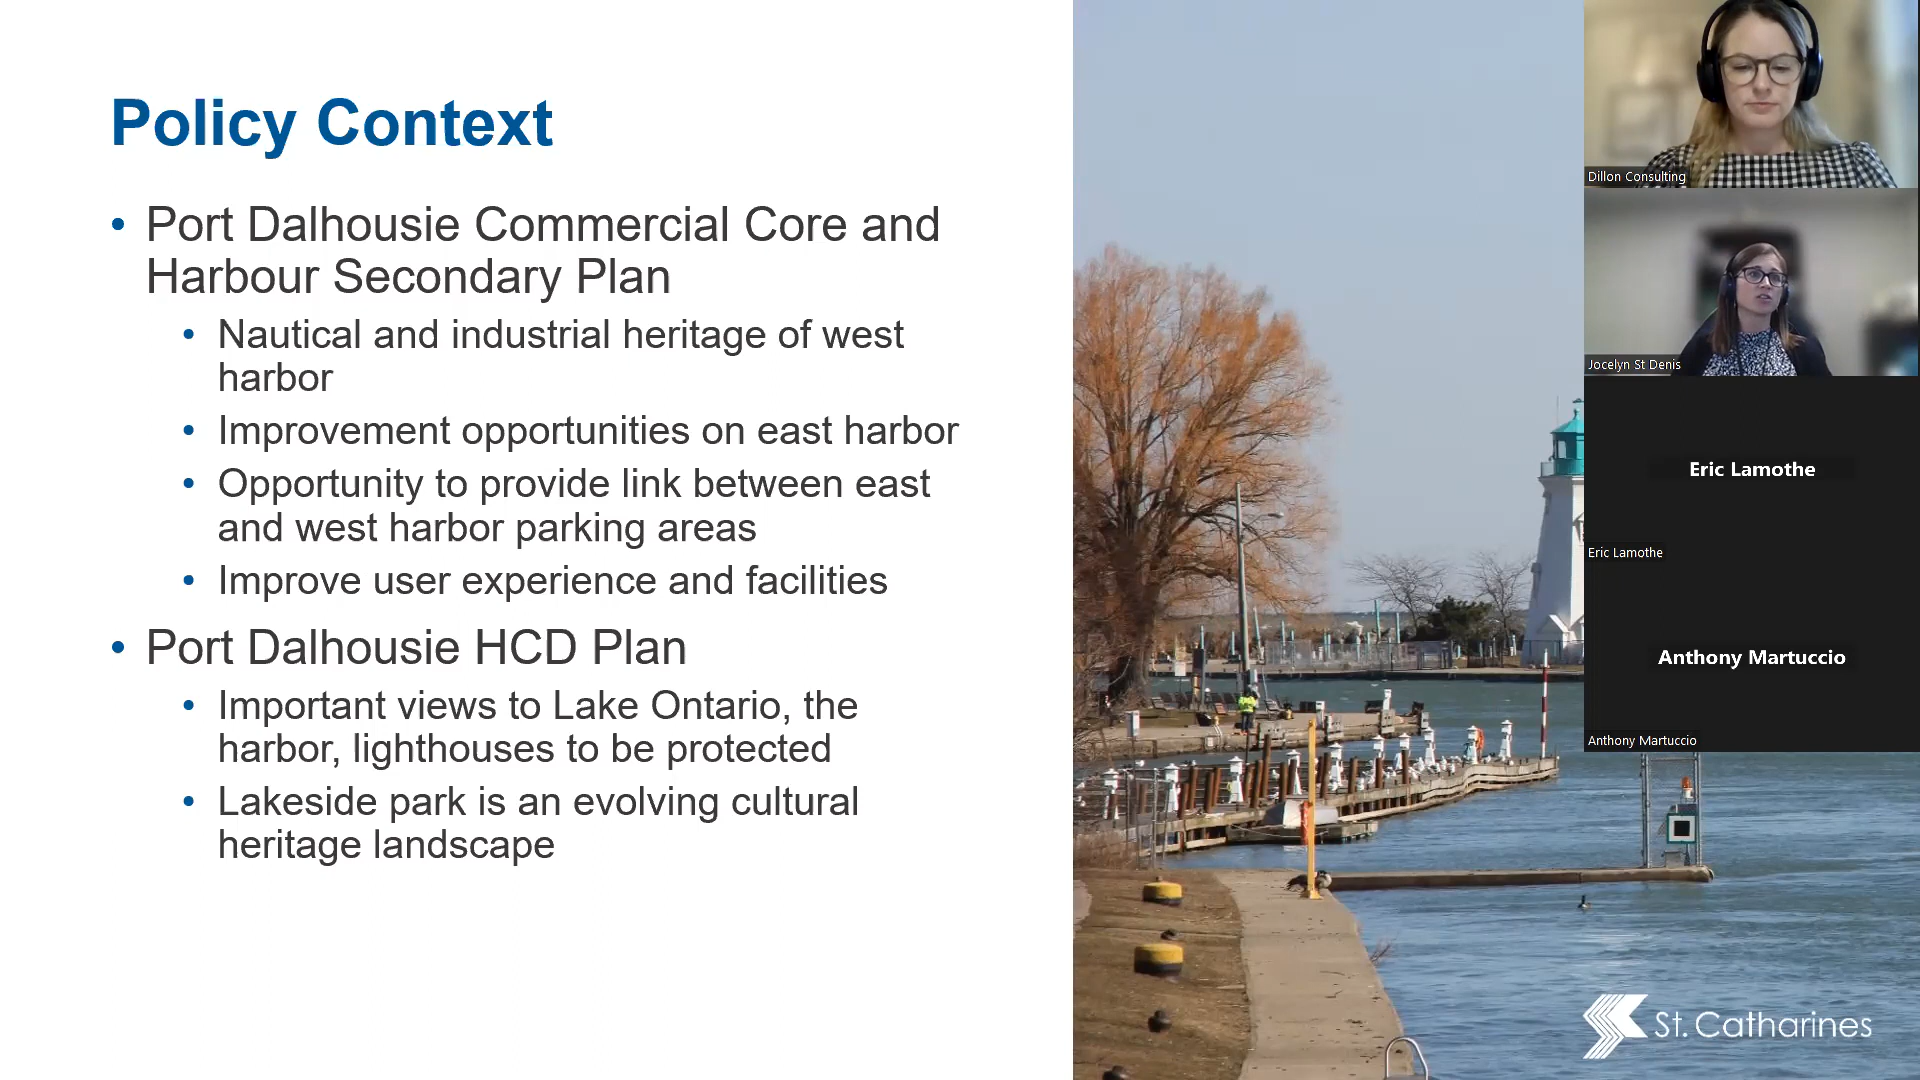 Policy Context
• Port Dalhousie Commercial Core and
Harbour Secondary Plan
• Nautical and industrial heritage of west
harbor
• Improvement opportunities on east harbor
• Opportunity to provide link between east
and west harbor parking areas
• Improve user experience and facilities
• Port Dalhousie HCD Plan
• Important views to Lake Ontario, the
harbor, lighthouses to be protected
• Lakeside park is an evolving cultural
heritage landscape
Dillon Consulting
Jocelyn St Denis
Eric Lamothe
Eric Lamothe
Anthony Martuccio
Anthony Martuccio
St. Catharines